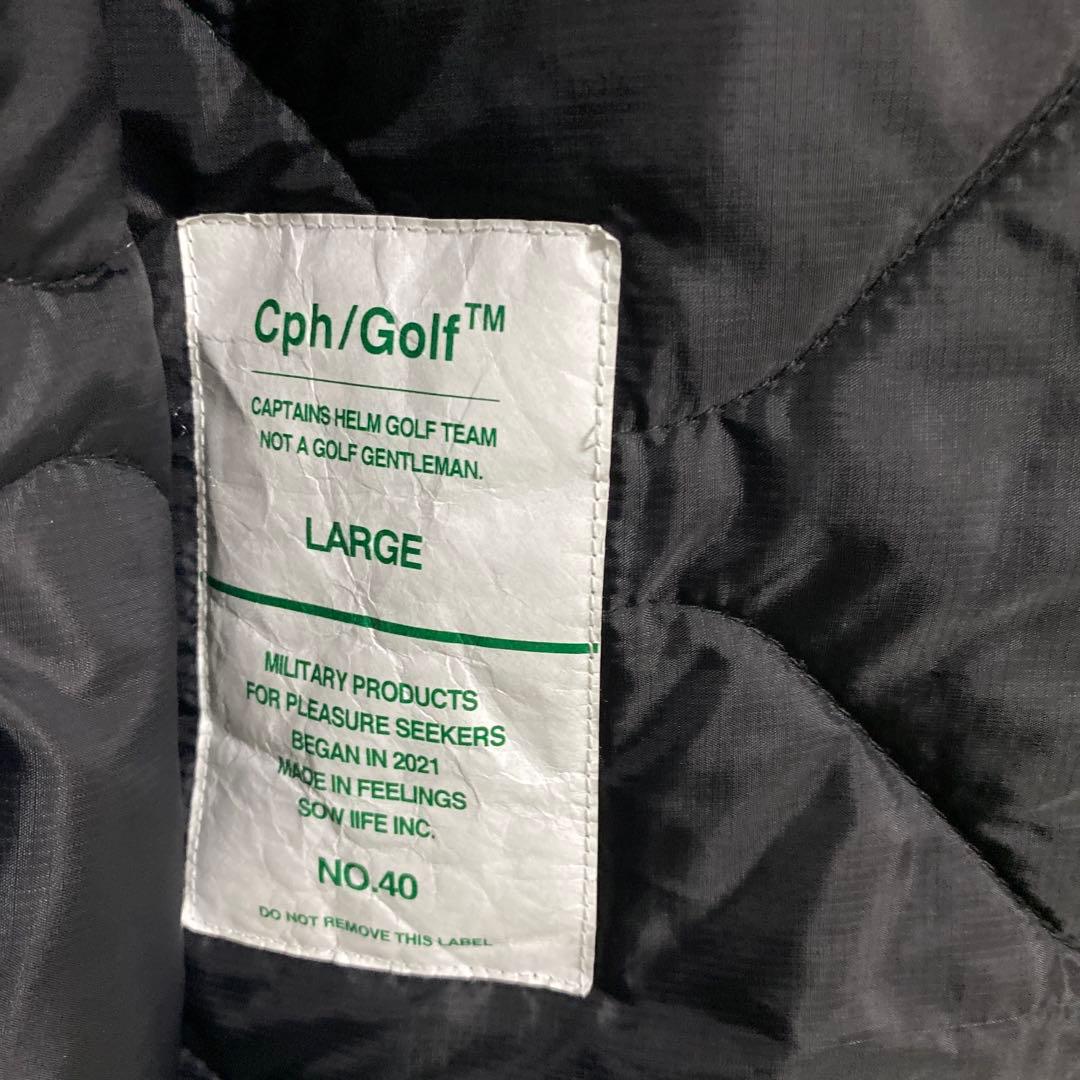 Cph/Golf™
CAPTAINS HELM GOLF TEAM
NOT A GOLF GENTLEMAN.
LARGE
MILITARY PRODUCTS
FOR PLEASURE SEEKERS
BEGAN IN 2021
MADE IN FEELINGS
SOW IIFE INC.
NO.40
DO NOT REMOVE THIS LABEL